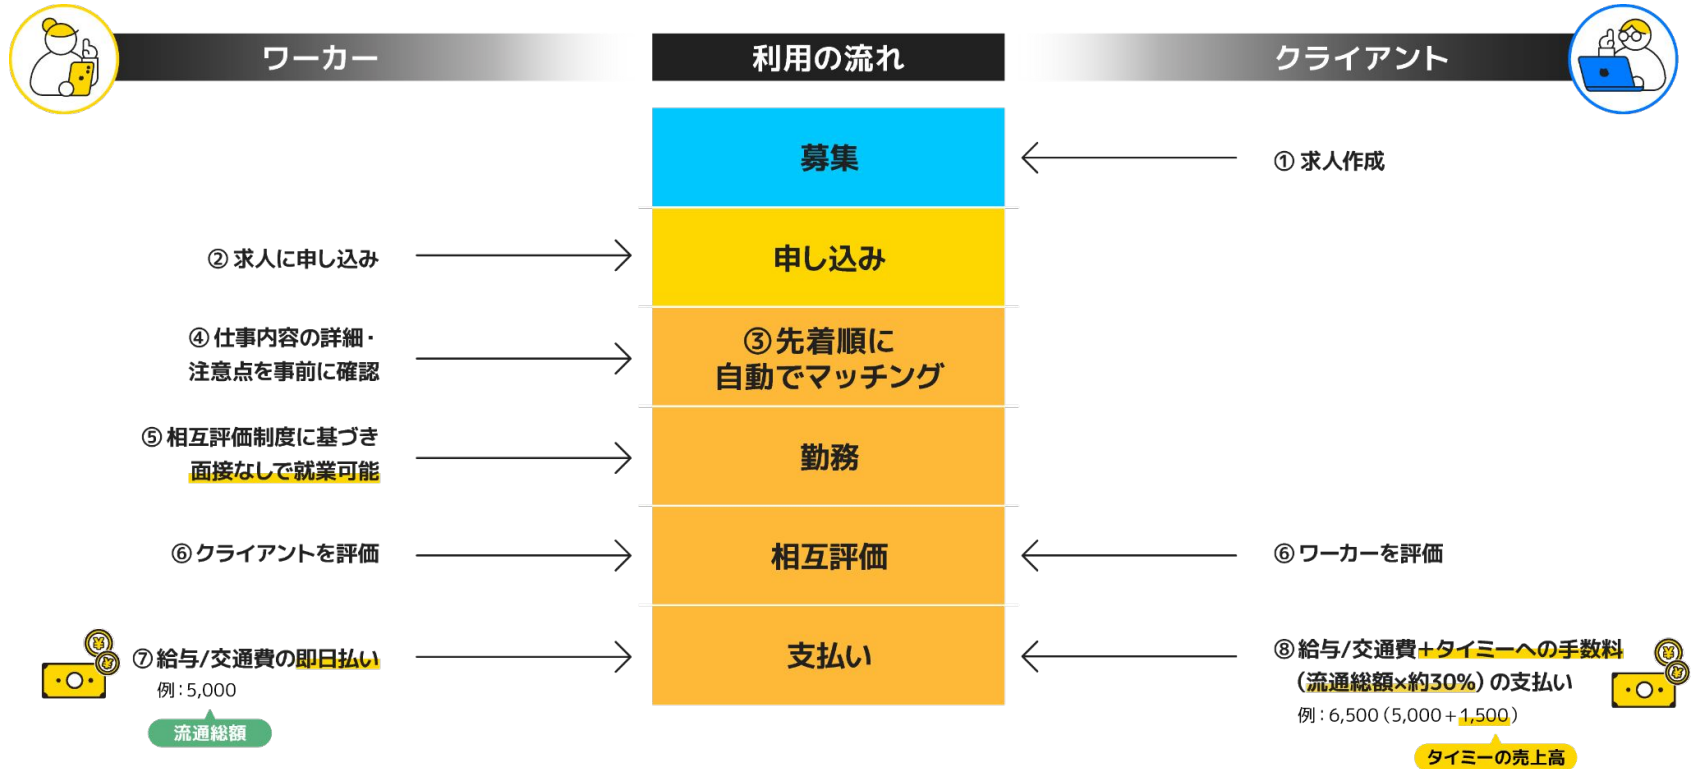 ワーカー
利用の流れ
クライアント
募集
① 求人作成
② 求人に申し込み
申し込み
④ 仕事内容の詳細・
注意点を事前に確認
③ 先着順に
自動でマッチング
⑤ 相互評価制度に基づき
面接なしで就業可能
勤務
⑥ クライアントを評価
相互評価
⑥ ワーカーを評価
⑦ 給与/交通費の即日払い
例：5,000
流通総額
支払い
⑧ 給与/交通費＋タイミーへの手数料
（流通総額×約30%）の支払い
例：6,500（5,000＋1,500）
タイミーの売上高